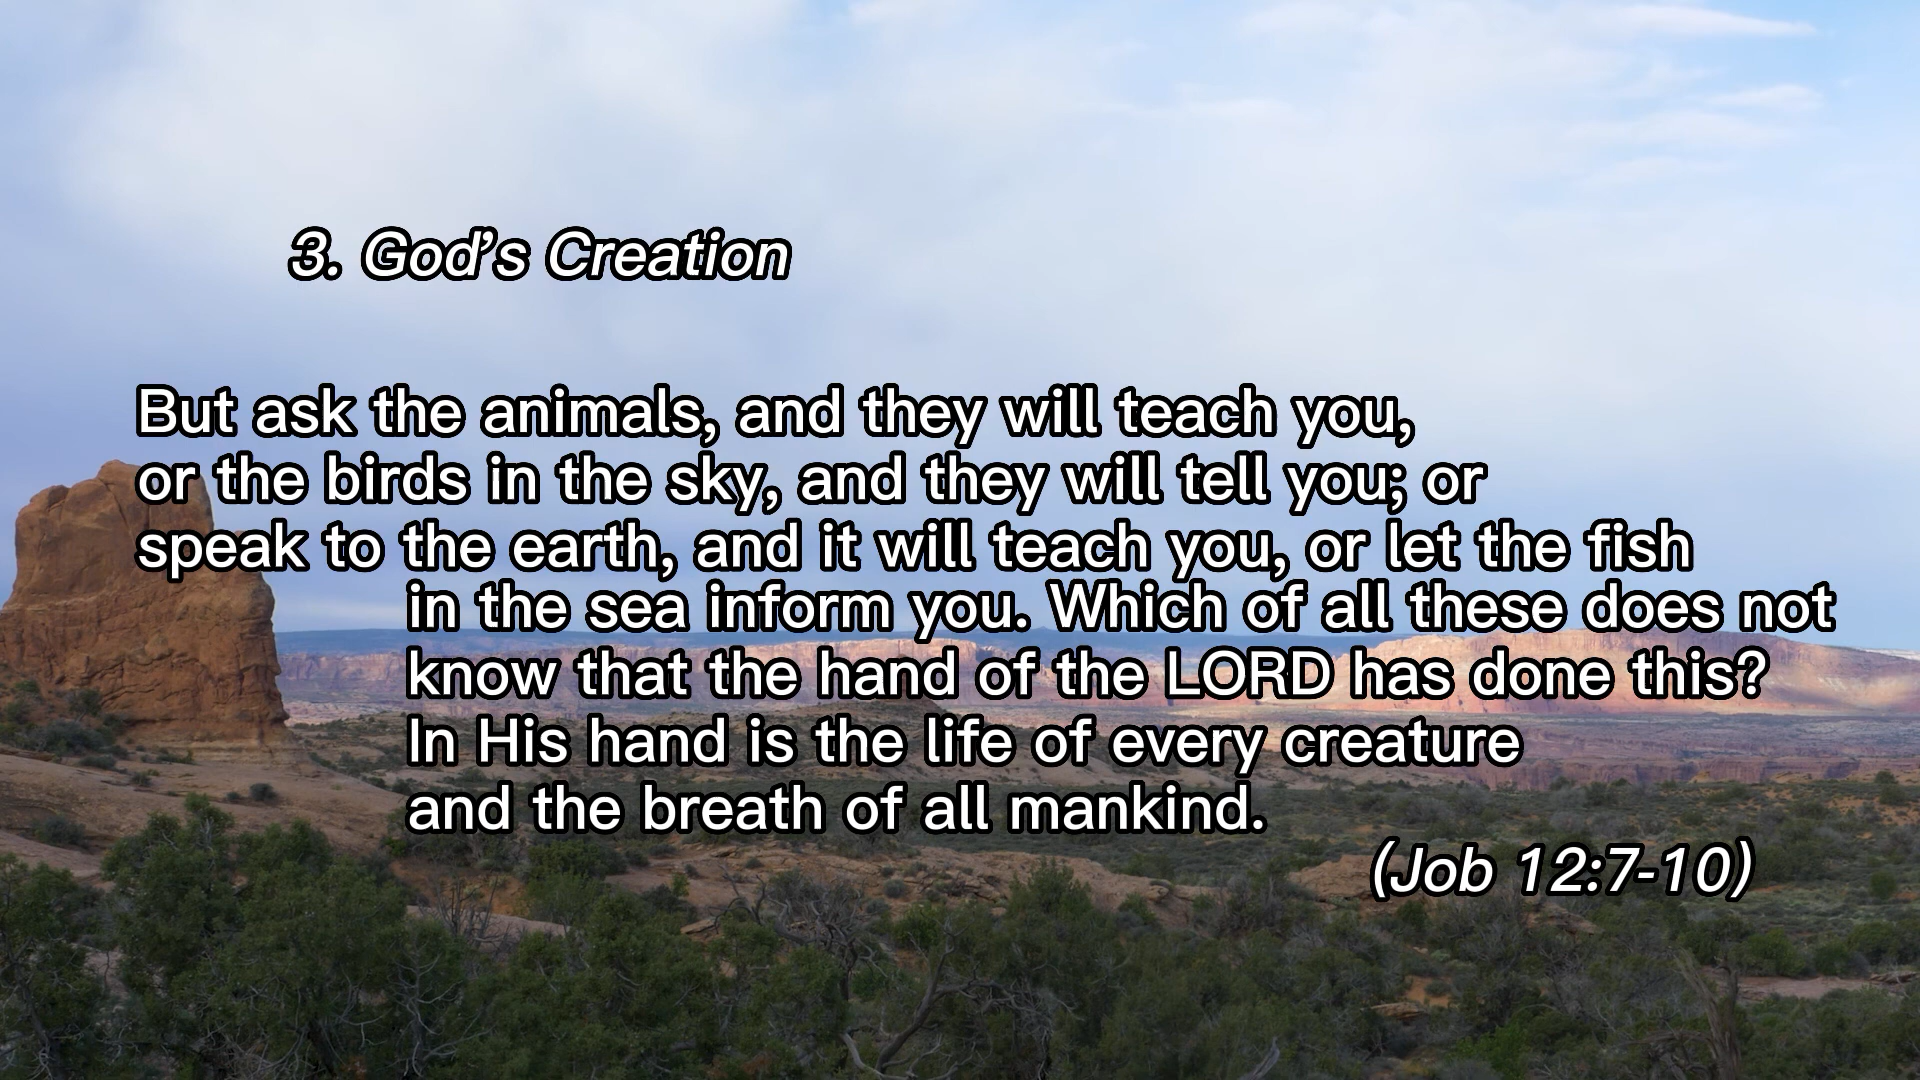 3. God’s Creation
But ask the animals, and they will teach you,
or the birds in the sky, and they will tell you; or
speak to the earth, and it will teach you, or let the fish
in the sea inform you. Which of all these does not
know that the hand of the LORD has done this?
In His hand is the life of every creature
and the breath of all mankind.
(Job 12:7-10)